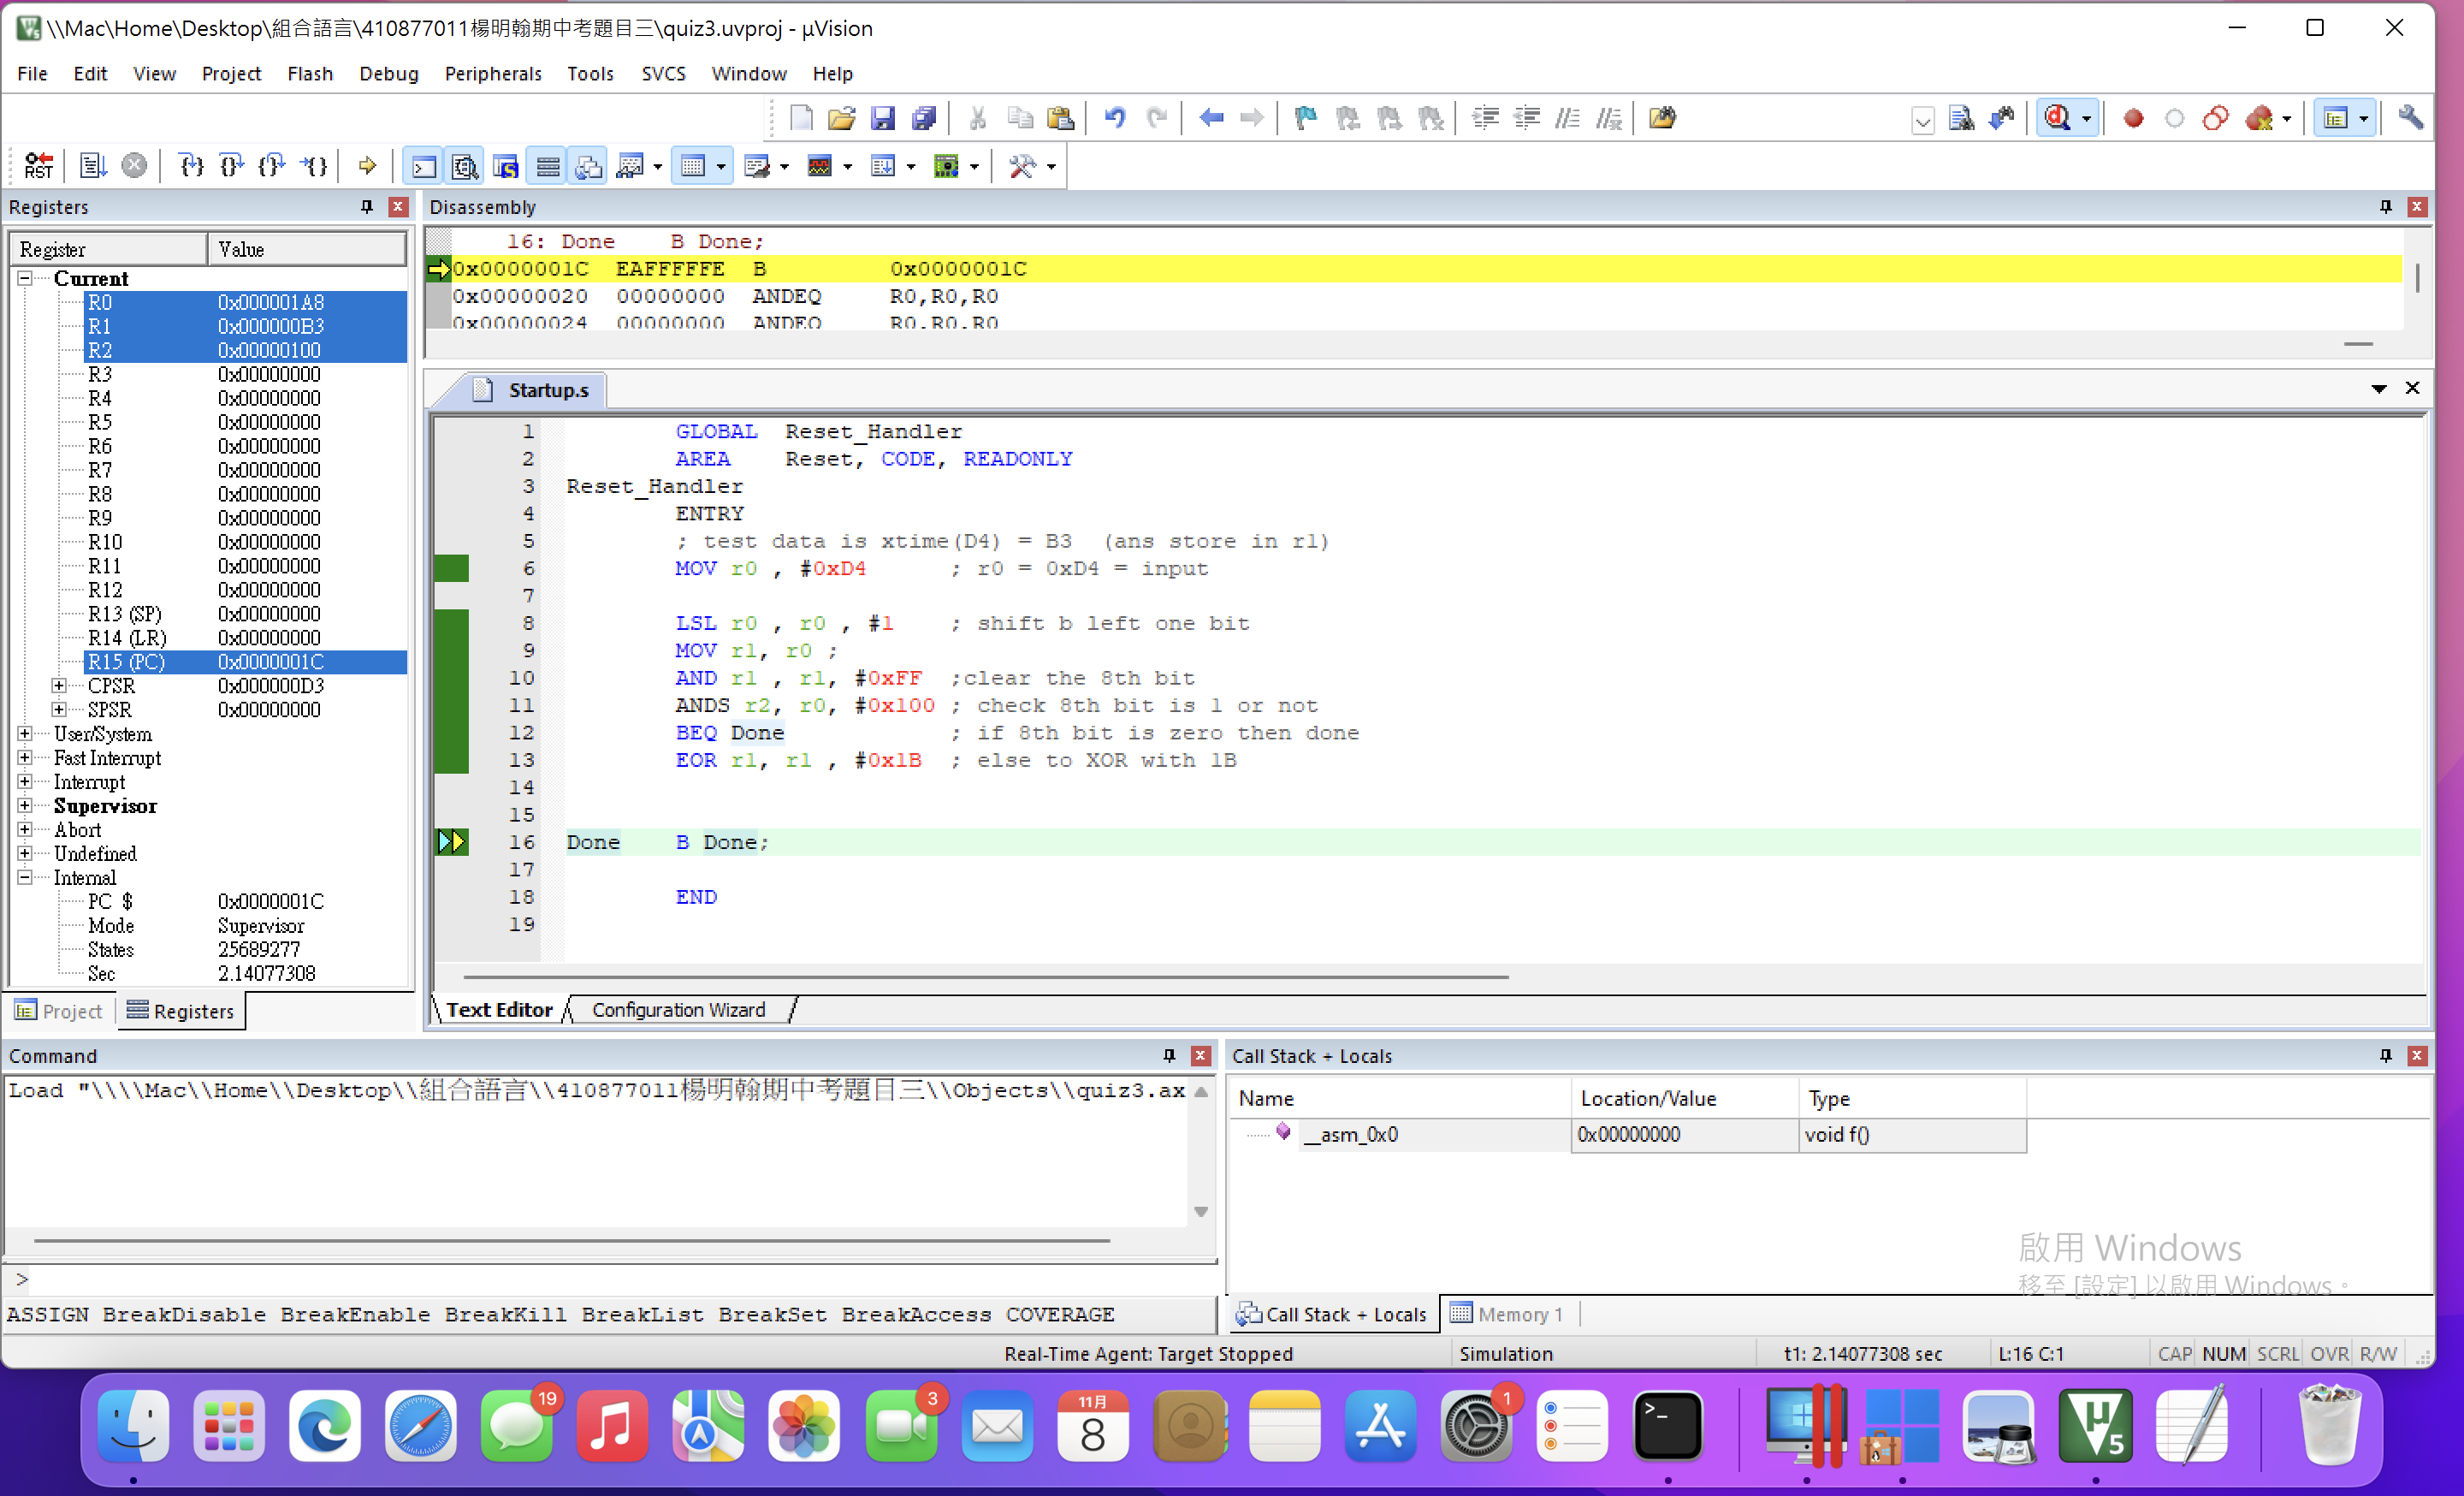 \\Mac\Home\Desktop\組合語言\410877011楊明翰期中考題目三\quiz3.uvproj - µVision
File Edit View Project Flash Debug Peripherals Tools SVCS Window Help
RST
Registers
Register Value
Current
R0 0x000001A8
R1 0x000000B3
R2 0x00000100
R3 0x00000000
R4 0x00000000
R5 0x00000000
R6 0x00000000
R7 0x00000000
R8 0x00000000
R9 0x00000000
R10 0x00000000
R11 0x00000000
R12 0x00000000
R13 (SP) 0x00000000
R14 (LR) 0x00000000
R15 (PC) 0x0000001C
CPSR 0x000000D3
SPSR 0x00000000
User/System
Fast Interrupt
Interrupt
Supervisor
Abort
Undefined
Internal
PC $ 0x0000001C
Mode Supervisor
States 25689277
Sec 2.14077308
Project Registers
Disassembly
16: Done B Done;
0x0000001C EAFFFFFE B 0x0000001C
0x00000020 00000000 ANDEQ R0,R0,R0
0x00000024 00000000 ANDEQ R0,R0,R0
Startup.s
1 GLOBAL Reset_Handler
2 AREA Reset, CODE, READONLY
3 Reset_Handler
4 ENTRY
5 ; test data is xtime(D4) = B3 (ans store in r1)
6 MOV r0 , #0xD4 ; r0 = 0xD4 = input
7
8 LSL r0 , r0 , #1 ; shift b left one bit
9 MOV r1, r0 ;
10 AND r1 , r1, #0xFF ;clear the 8th bit
11 ANDS r2, r0, #0x100 ; check 8th bit is 1 or not
12 BEQ Done ; if 8th bit is zero then done
13 EOR r1, r1 , #0x1B ; else to XOR with 1B
14
15
16 Done B Done;
17
18 END
19
Text Editor Configuration Wizard
Command
Load "\\\\Mac\\Home\\Desktop\\組合語言\\410877011楊明翰期中考題目三\\Objects\\quiz3.ax
>
ASSIGN BreakDisable BreakEnable BreakKill BreakList BreakSet BreakAccess COVERAGE
Call Stack + Locals
Name Location/Value Type
__asm_0x0 0x00000000 void f()
啟用 Windows
移至 [設定] 以啟用 Windows。
Call Stack + Locals Memory 1
Real-Time Agent: Target Stopped Simulation t1: 2.14077308 sec L:16 C:1 CAP NUM SCRL OVR R/W
19
3
11月
8
1
>_
µ
5